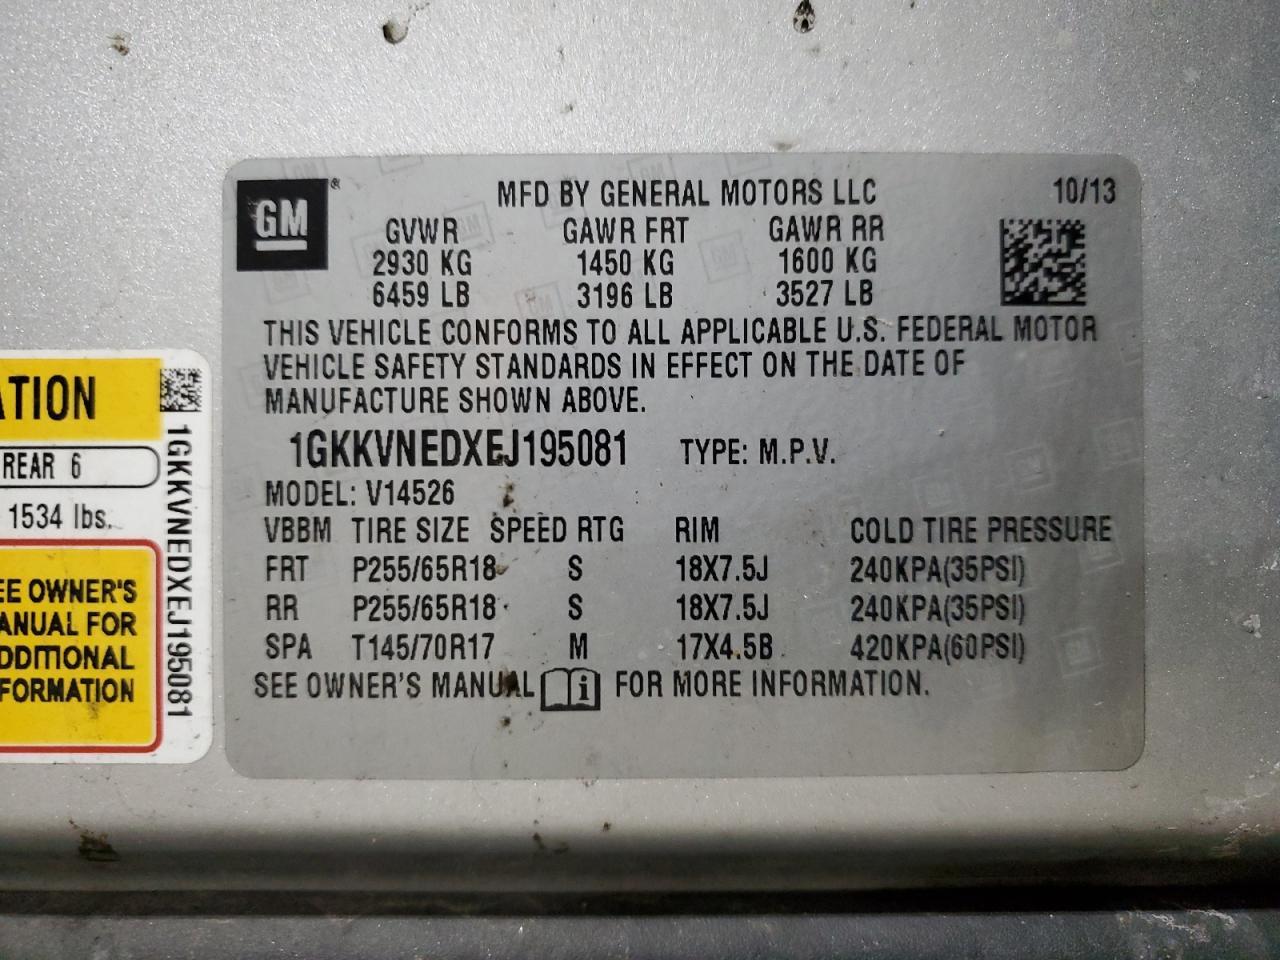 GM®
MFD BY GENERAL MOTORS LLC 10/13
GVWR GAWR FRT GAWR RR
2930 KG 1450 KG 1600 KG
6459 LB 3196 LB 3527 LB
THIS VEHICLE CONFORMS TO ALL APPLICABLE U.S. FEDERAL MOTOR
VEHICLE SAFETY STANDARDS IN EFFECT ON THE DATE OF
MANUFACTURE SHOWN ABOVE.
1GKKVNEDXEJ195081 TYPE: M.P.V.
MODEL: V14526
VBBM TIRE SIZE SPEED RTG RIM COLD TIRE PRESSURE
FRT P255/65R18 S 18X7.5J 240KPA(35PSI)
RR P255/65R18 S 18X7.5J 240KPA(35PSI)
SPA T145/70R17 M 17X4.5B 420KPA(60PSI)
SEE OWNER'S MANUAL i FOR MORE INFORMATION.
ATION
REAR 6
1534 lbs.
EE OWNER'S
ANUAL FOR
DDITIONAL
FORMATION
1GKKVNEDXEJ195081